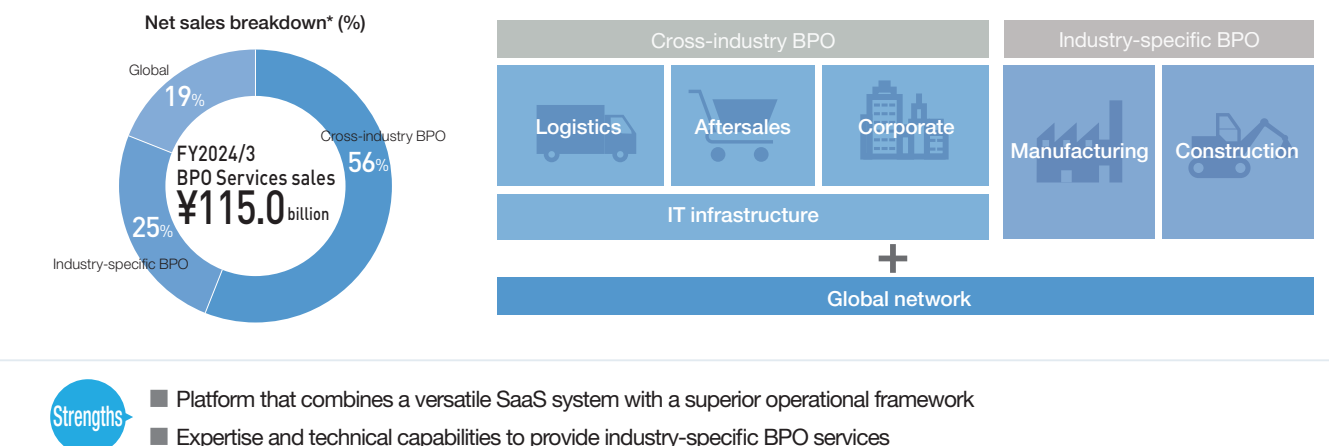 Net sales breakdown* (%)
Global
19%
Cross-industry BPO
56%
FY2024/3
BPO Services sales
¥115.0 billion
25%
Industry-specific BPO
Cross-industry BPO
Industry-specific BPO
Logistics
Aftersales
Corporate
Manufacturing
Construction
IT infrastructure
+
Global network
Strengths
■ Platform that combines a versatile SaaS system with a superior operational framework
■ Expertise and technical capabilities to provide industry-specific BPO services